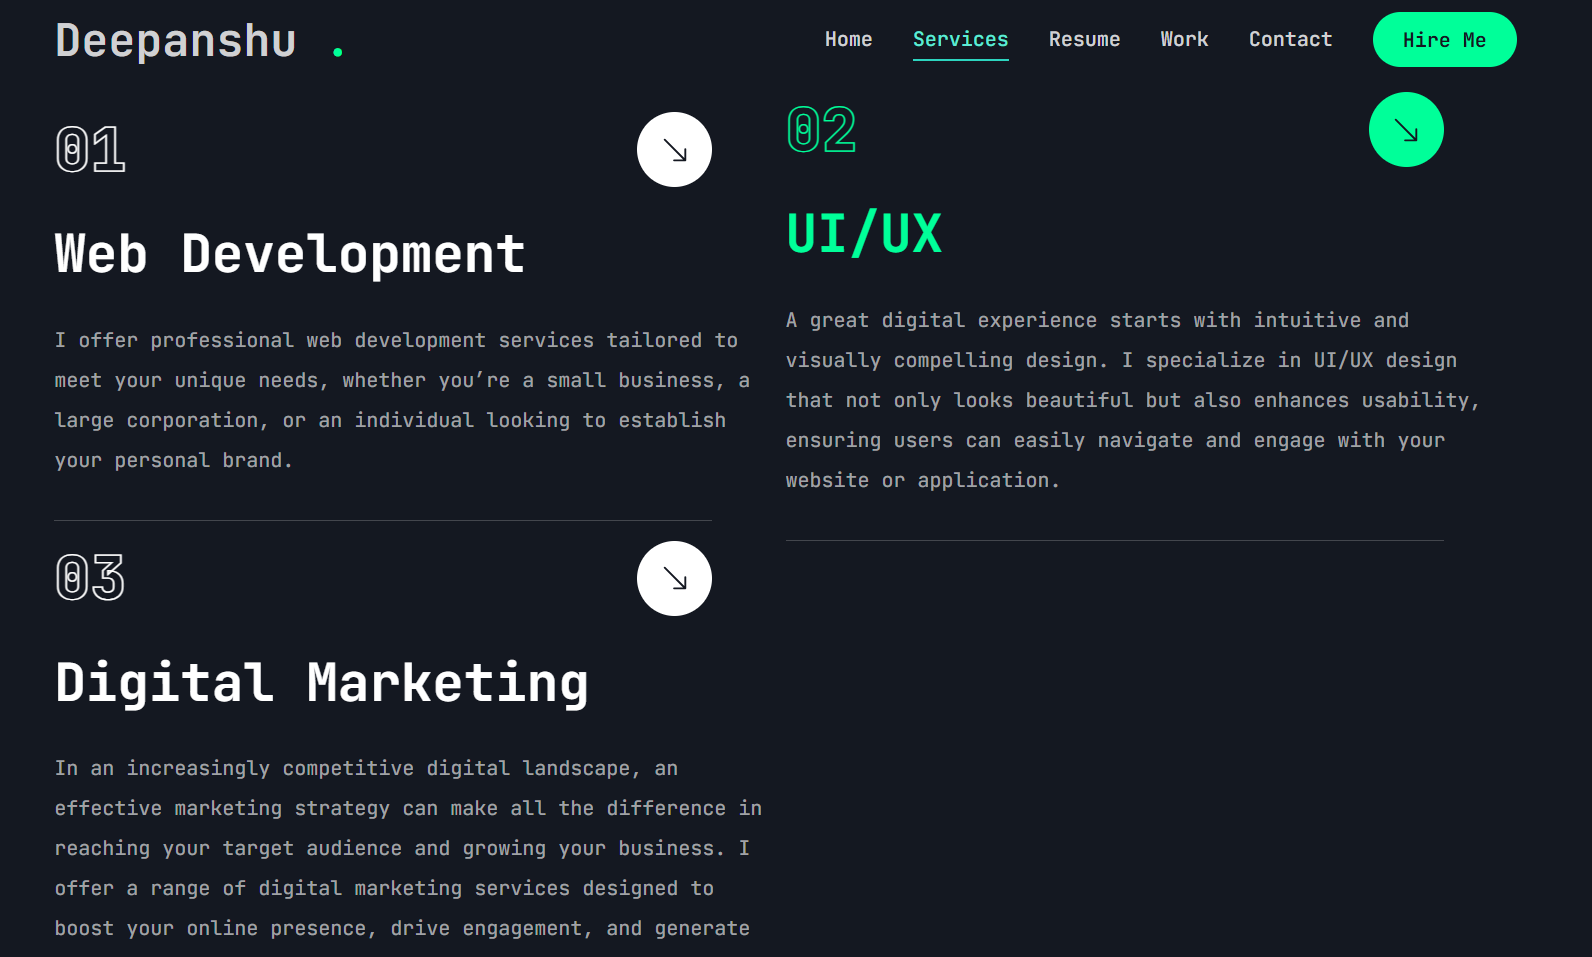 Deepanshu .
Home Services Resume Work Contact Hire Me
01
Web Development
I offer professional web development services tailored to
meet your unique needs, whether you’re a small business, a
large corporation, or an individual looking to establish
your personal brand.
02
UI/UX
A great digital experience starts with intuitive and
visually compelling design. I specialize in UI/UX design
that not only looks beautiful but also enhances usability,
ensuring users can easily navigate and engage with your
website or application.
03
Digital Marketing
In an increasingly competitive digital landscape, an
effective marketing strategy can make all the difference in
reaching your target audience and growing your business. I
offer a range of digital marketing services designed to
boost your online presence, drive engagement, and generate